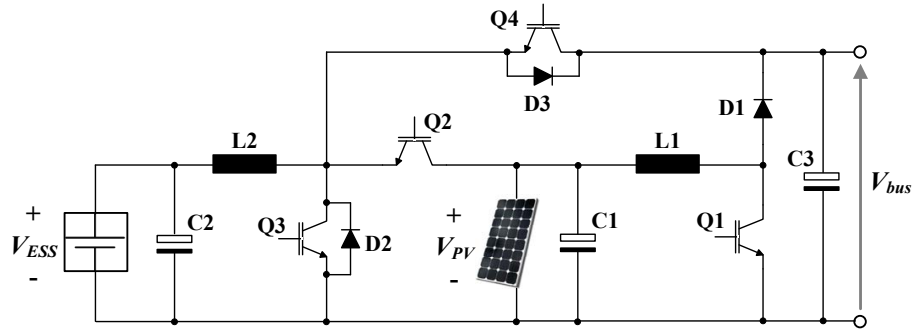 Q4
D3
Q2
L2
L1
D1
C3
V_bus
+
V_ESS
-
C2
Q3
D2
+
V_PV
-
C1
Q1